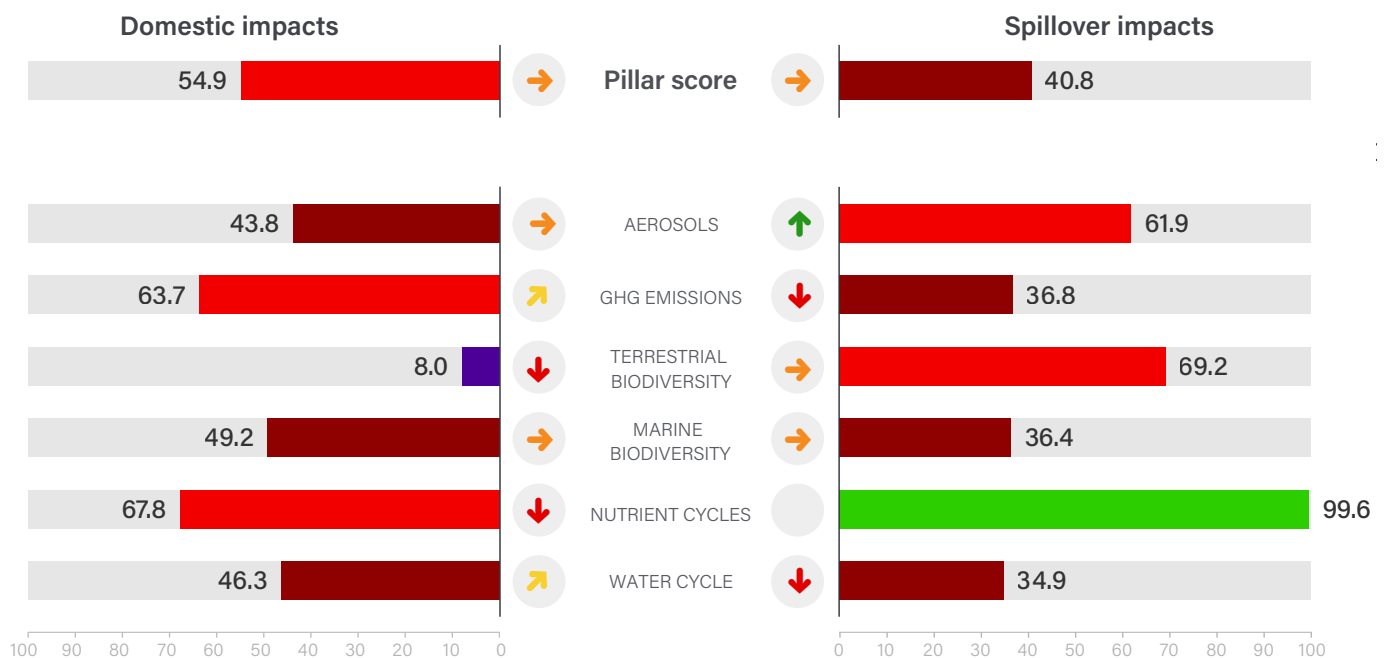 Domestic impacts
Spillover impacts
54.9
Pillar score
40.8
43.8
AEROSOLS
61.9
63.7
GHG EMISSIONS
36.8
8.0
TERRESTRIAL
BIODIVERSITY
69.2
49.2
MARINE
BIODIVERSITY
36.4
67.8
NUTRIENT CYCLES
99.6
46.3
WATER CYCLE
34.9
100 90 80 70 60 50 40 30 20 10 0
0 10 20 30 40 50 60 70 80 90 100